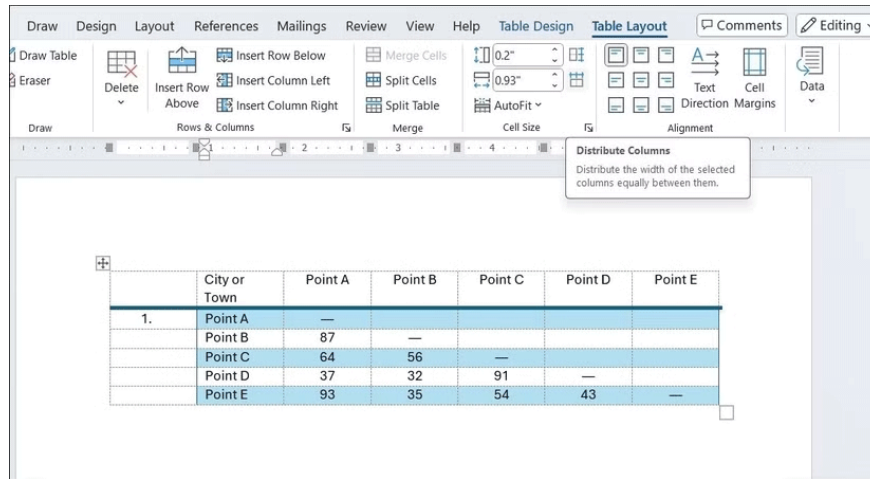 Draw Design Layout References Mailings Review View Help Table Design Table Layout Comments Editing
Draw Table
Eraser
Draw
Delete
Insert Row
Above
Insert Row Below
Insert Column Left
Insert Column Right
Rows & Columns
Merge Cells
Split Cells
Split Table
Merge
0.2"
0.93"
AutoFit
Cell Size
Text
Direction
Cell
Margins
Alignment
Data
1 2 3 4
Distribute Columns
Distribute the width of the selected
columns equally between them.
City or
Town Point A Point B Point C Point D Point E
1. Point A —
Point B 87 —
Point C 64 56 —
Point D 37 32 91 —
Point E 93 35 54 43 —